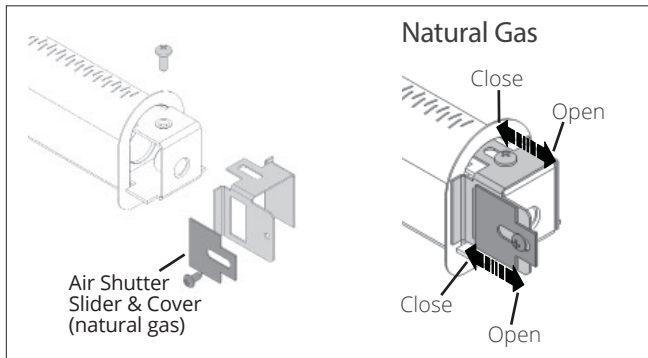 Natural Gas
Close
Open
Air Shutter
Slider & Cover
(natural gas)
Close
Open